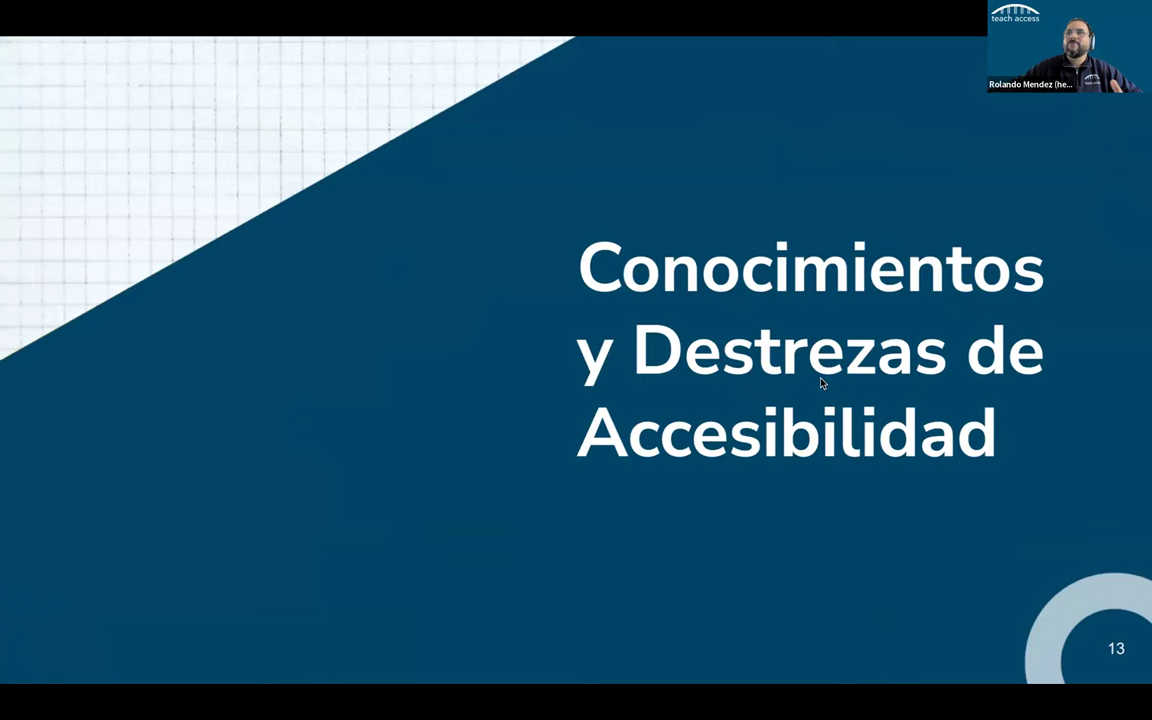 teach access
Rolando Mendez (he...
Conocimientos
y Destrezas de
Accesibilidad
13